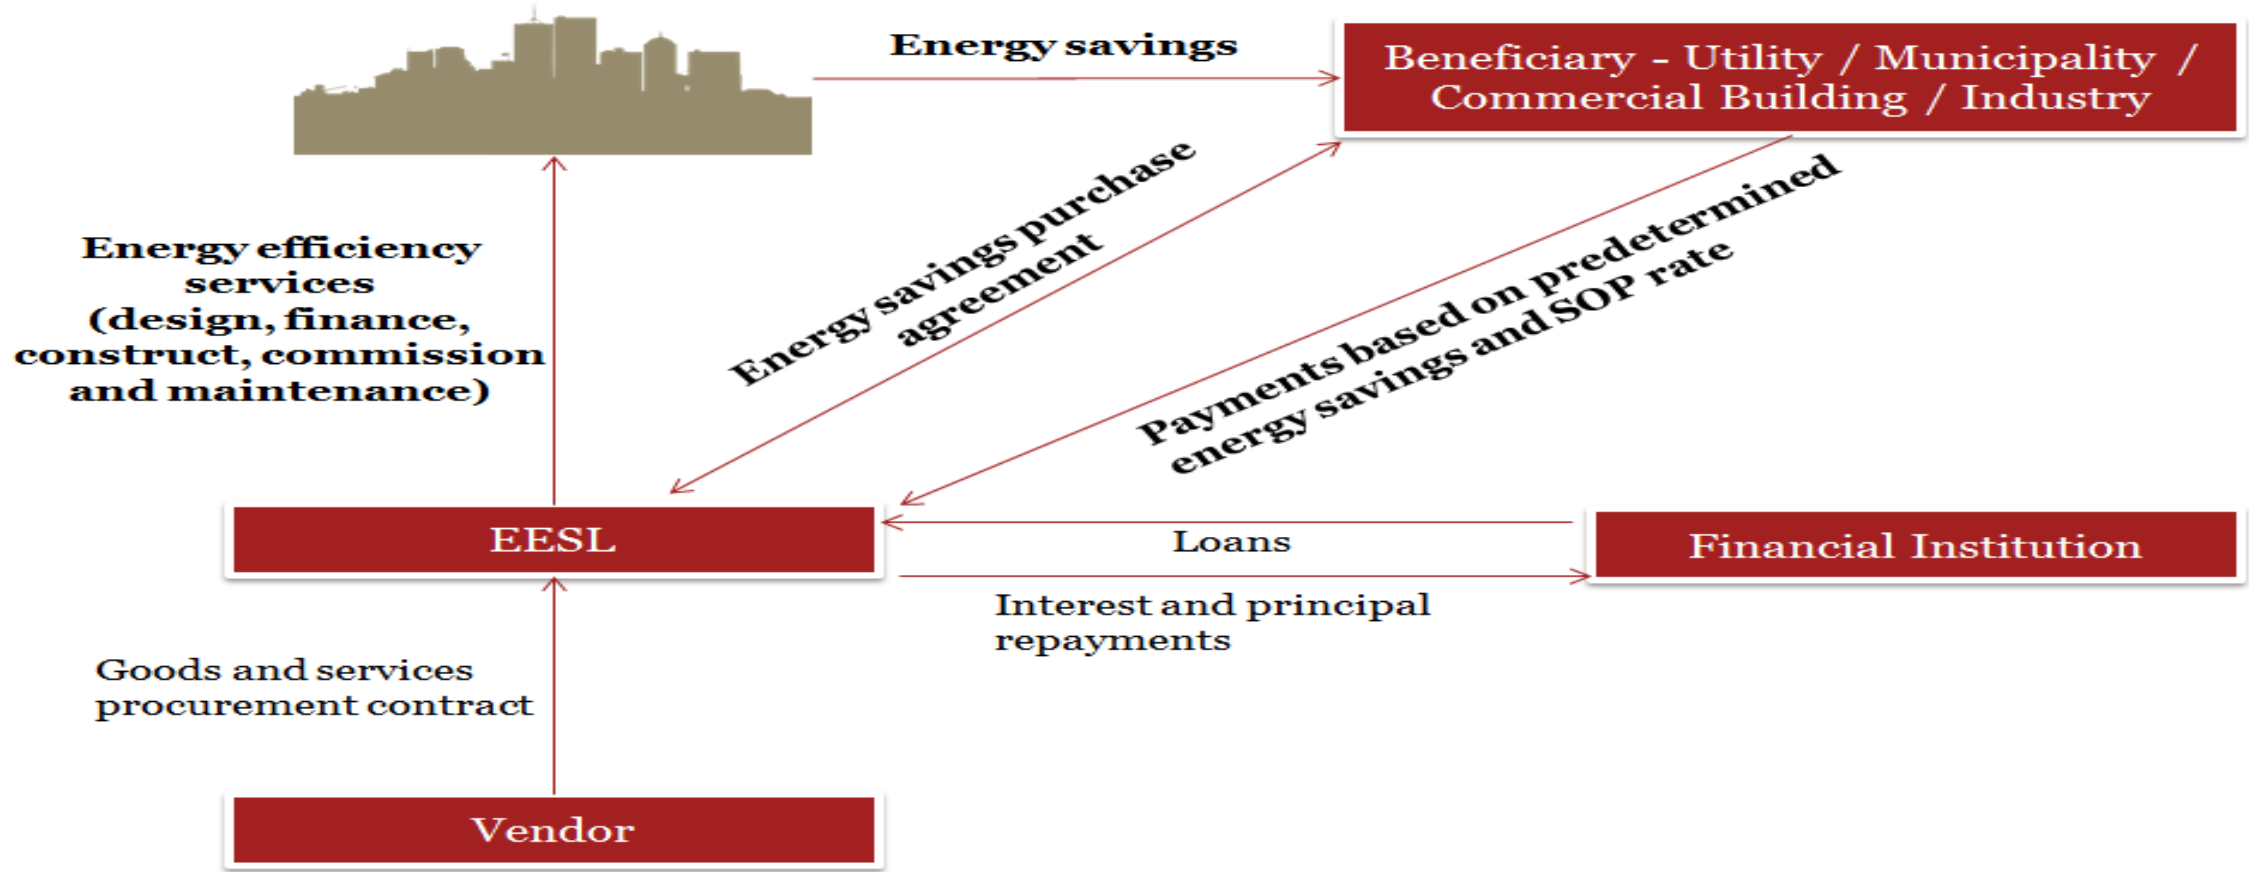 Energy savings
Beneficiary - Utility / Municipality /
Commercial Building / Industry
Energy efficiency
services
(design, finance,
construct, commission
and maintenance)
Energy savings purchase
agreement
Payments based on predetermined
energy savings and SOP rate
EESL
Loans
Financial Institution
Interest and principal
repayments
Goods and services
procurement contract
Vendor